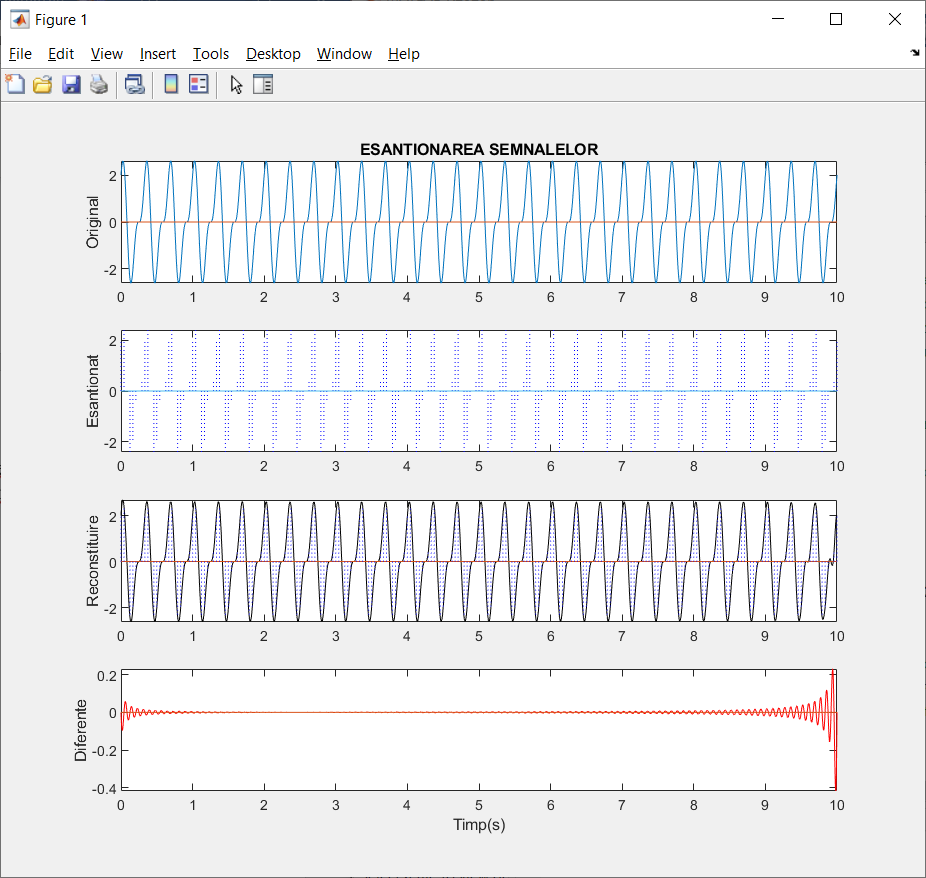 Figure 1
File Edit View Insert Tools Desktop Window Help
ESANTIONAREA SEMNALELOR
Original
2
0
-2
0 1 2 3 4 5 6 7 8 9 10
Esantionat
2
0
-2
0 1 2 3 4 5 6 7 8 9 10
Reconstituire
2
0
-2
0 1 2 3 4 5 6 7 8 9 10
Diferente
0.2
0
-0.2
-0.4
0 1 2 3 4 5 6 7 8 9 10
Timp(s)